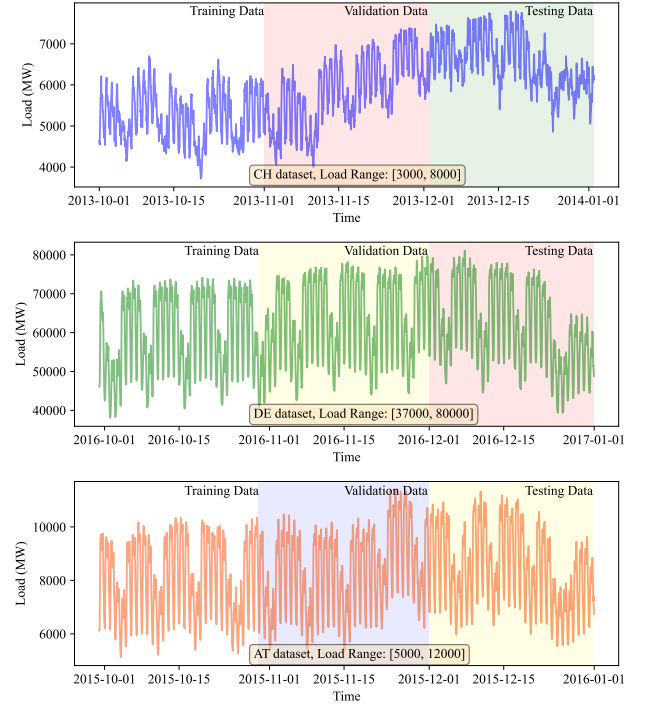 Training Data Validation Data Testing Data
Load (MW)
7000
6000
5000
4000
CH dataset, Load Range: [3000, 8000]
2013-10-01 2013-10-15 2013-11-01 2013-11-15 2013-12-01 2013-12-15 2014-01-01
Time
Training Data Validation Data Testing Data
Load (MW)
80000
70000
60000
50000
40000
DE dataset, Load Range: [37000, 80000]
2016-10-01 2016-10-15 2016-11-01 2016-11-15 2016-12-01 2016-12-15 2017-01-01
Time
Training Data Validation Data Testing Data
Load (MW)
10000
8000
6000
AT dataset, Load Range: [5000, 12000]
2015-10-01 2015-10-15 2015-11-01 2015-11-15 2015-12-01 2015-12-15 2016-01-01
Time